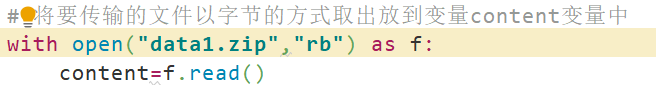 #将要传输的文件以字节的方式取出放到变量content变量中
with open("data1.zip","rb") as f:
    content=f.read()